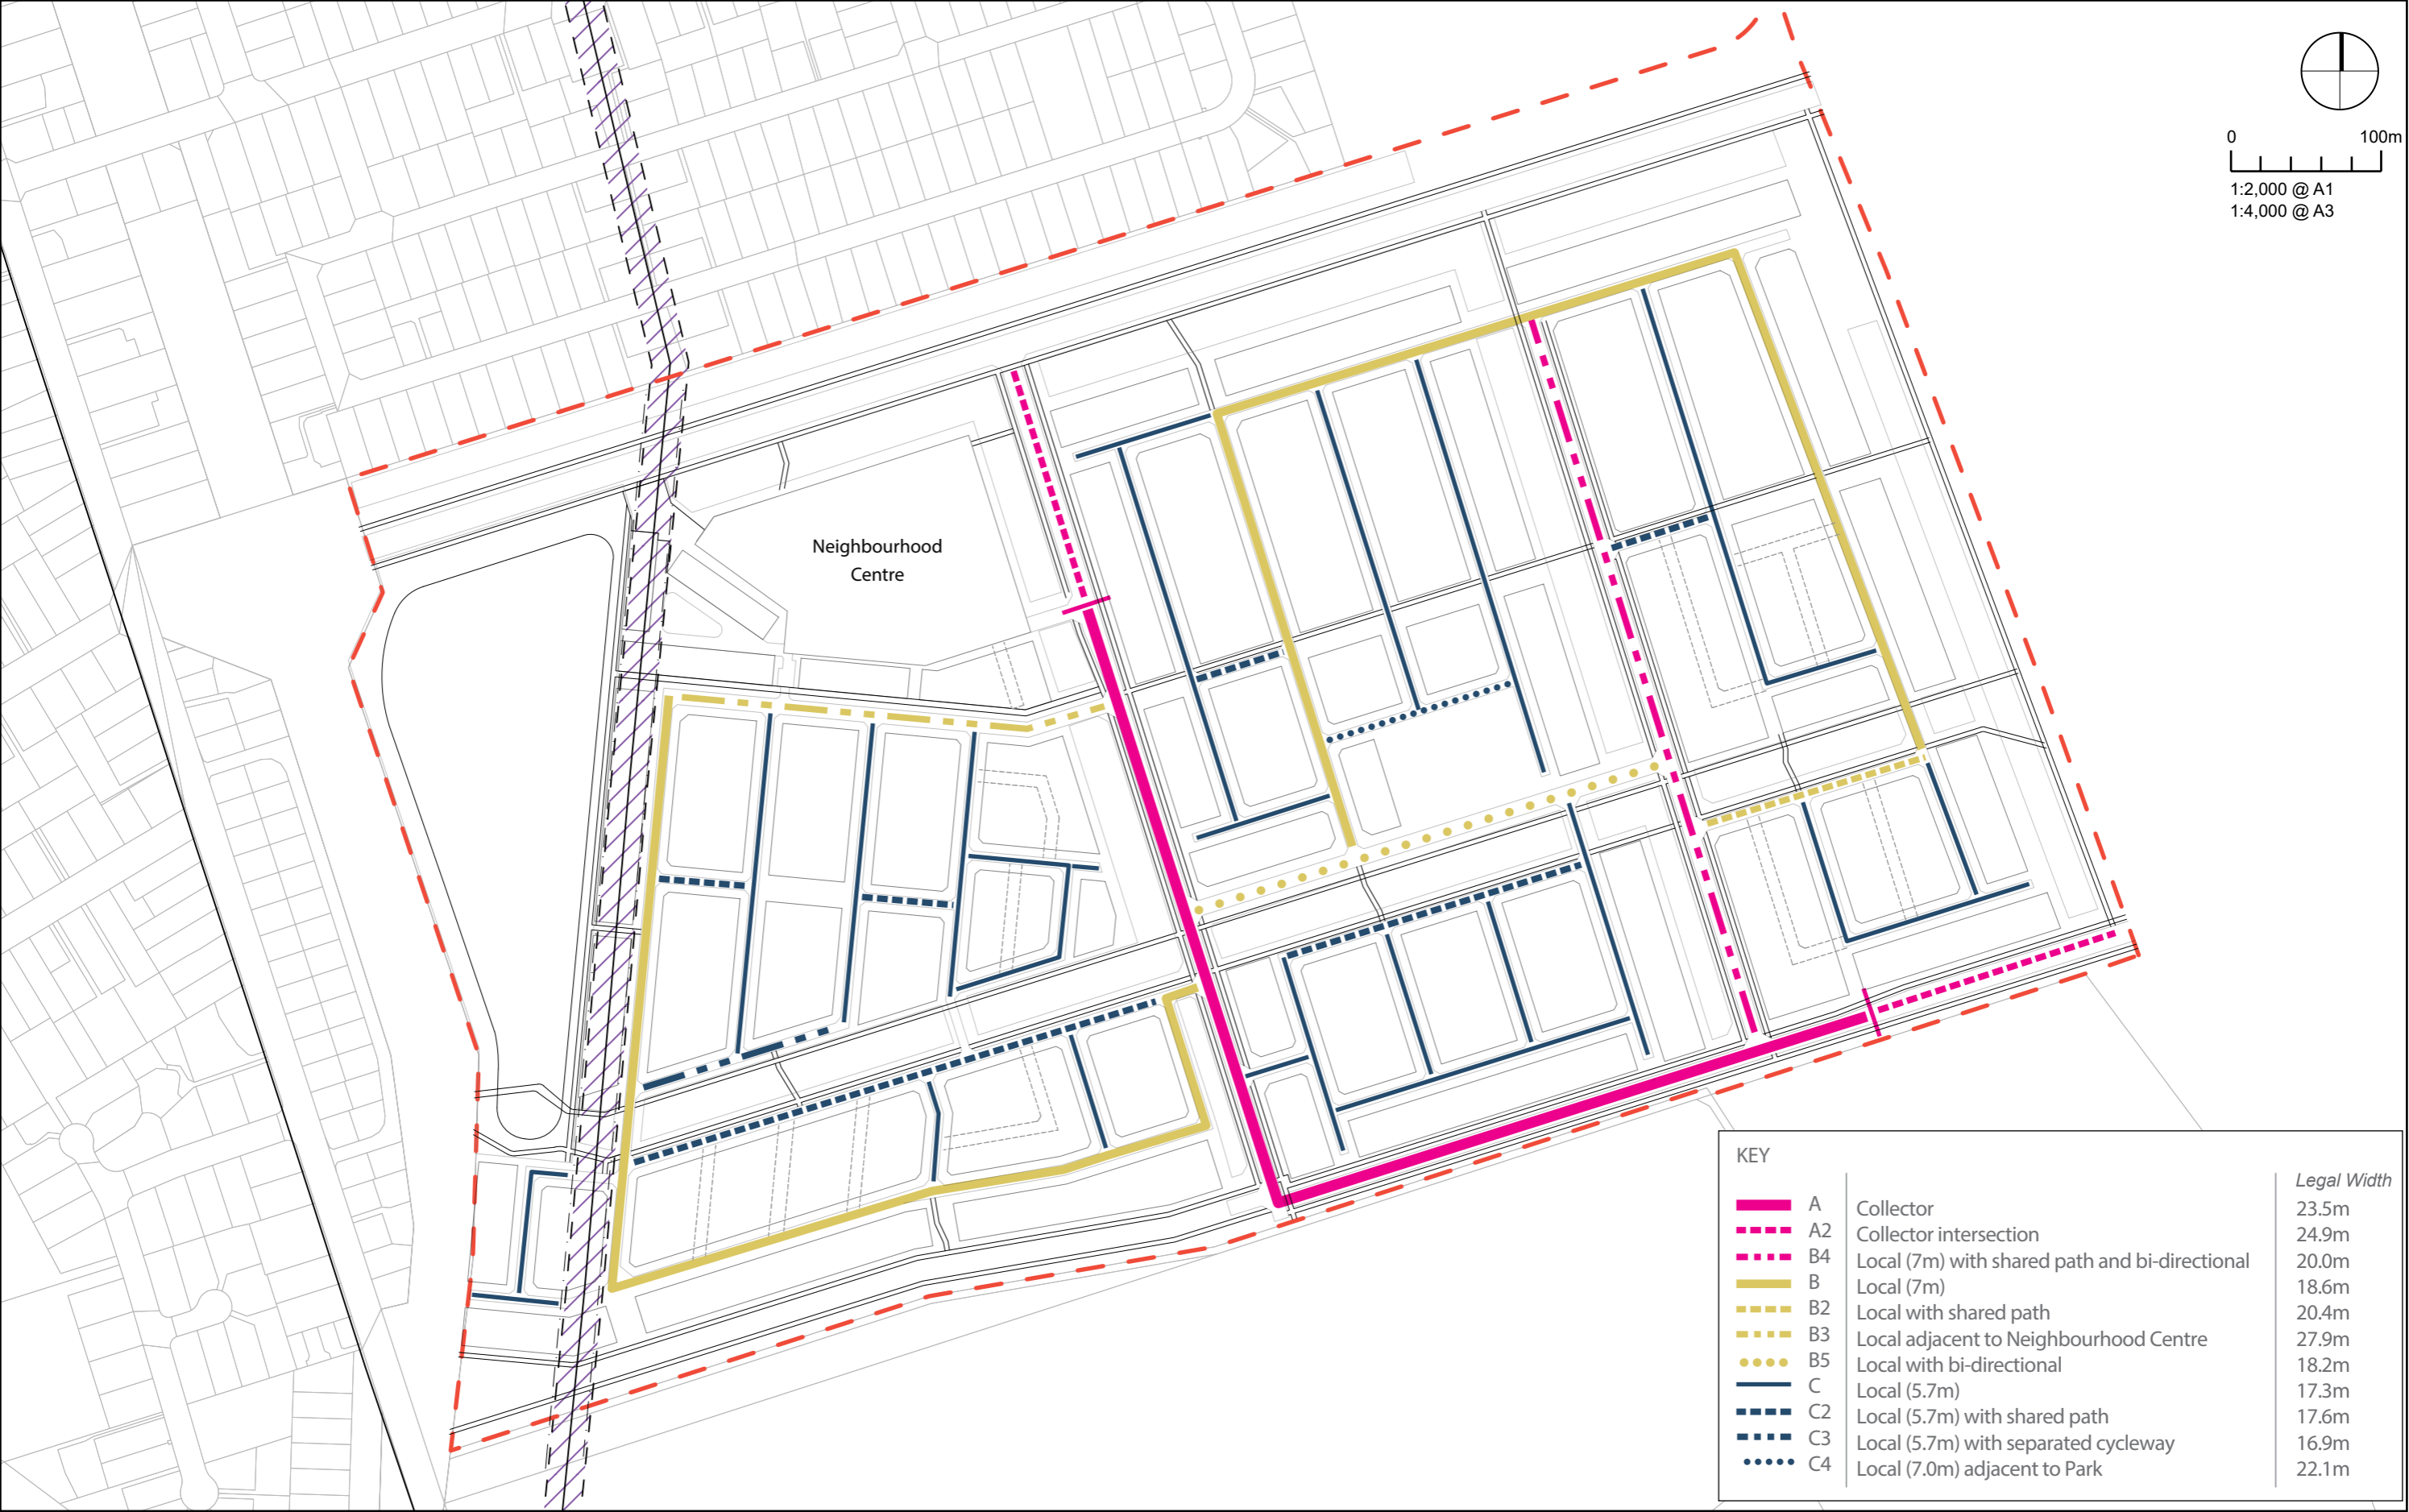 0 100m
1:2,000 @ A1
1:4,000 @ A3
Neighbourhood
Centre
KEY
Legal Width
A Collector 23.5m
A2 Collector intersection 24.9m
B4 Local (7m) with shared path and bi-directional 20.0m
B Local (7m) 18.6m
B2 Local with shared path 20.4m
B3 Local adjacent to Neighbourhood Centre 27.9m
B5 Local with bi-directional 18.2m
C Local (5.7m) 17.3m
C2 Local (5.7m) with shared path 17.6m
C3 Local (5.7m) with separated cycleway 16.9m
C4 Local (7.0m) adjacent to Park 22.1m